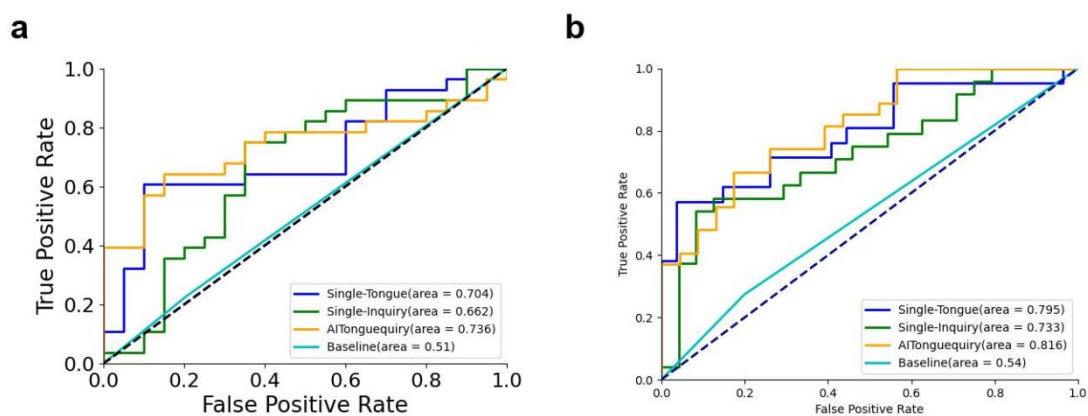 a
True Positive Rate
1.0
0.8
0.6
0.4
0.2
0.0
0.0 0.2 0.4 0.6 0.8 1.0
False Positive Rate
Single-Tongue(area = 0.704)
Single-Inquiry(area = 0.662)
AITonguequiry(area = 0.736)
Baseline(area = 0.51)
b
True Positive Rate
1.0
0.8
0.6
0.4
0.2
0.0
0.0 0.2 0.4 0.6 0.8 1.0
False Positive Rate
Single-Tongue(area = 0.795)
Single-Inquiry(area = 0.733)
AITonguequiry(area = 0.816)
Baseline(area = 0.54)